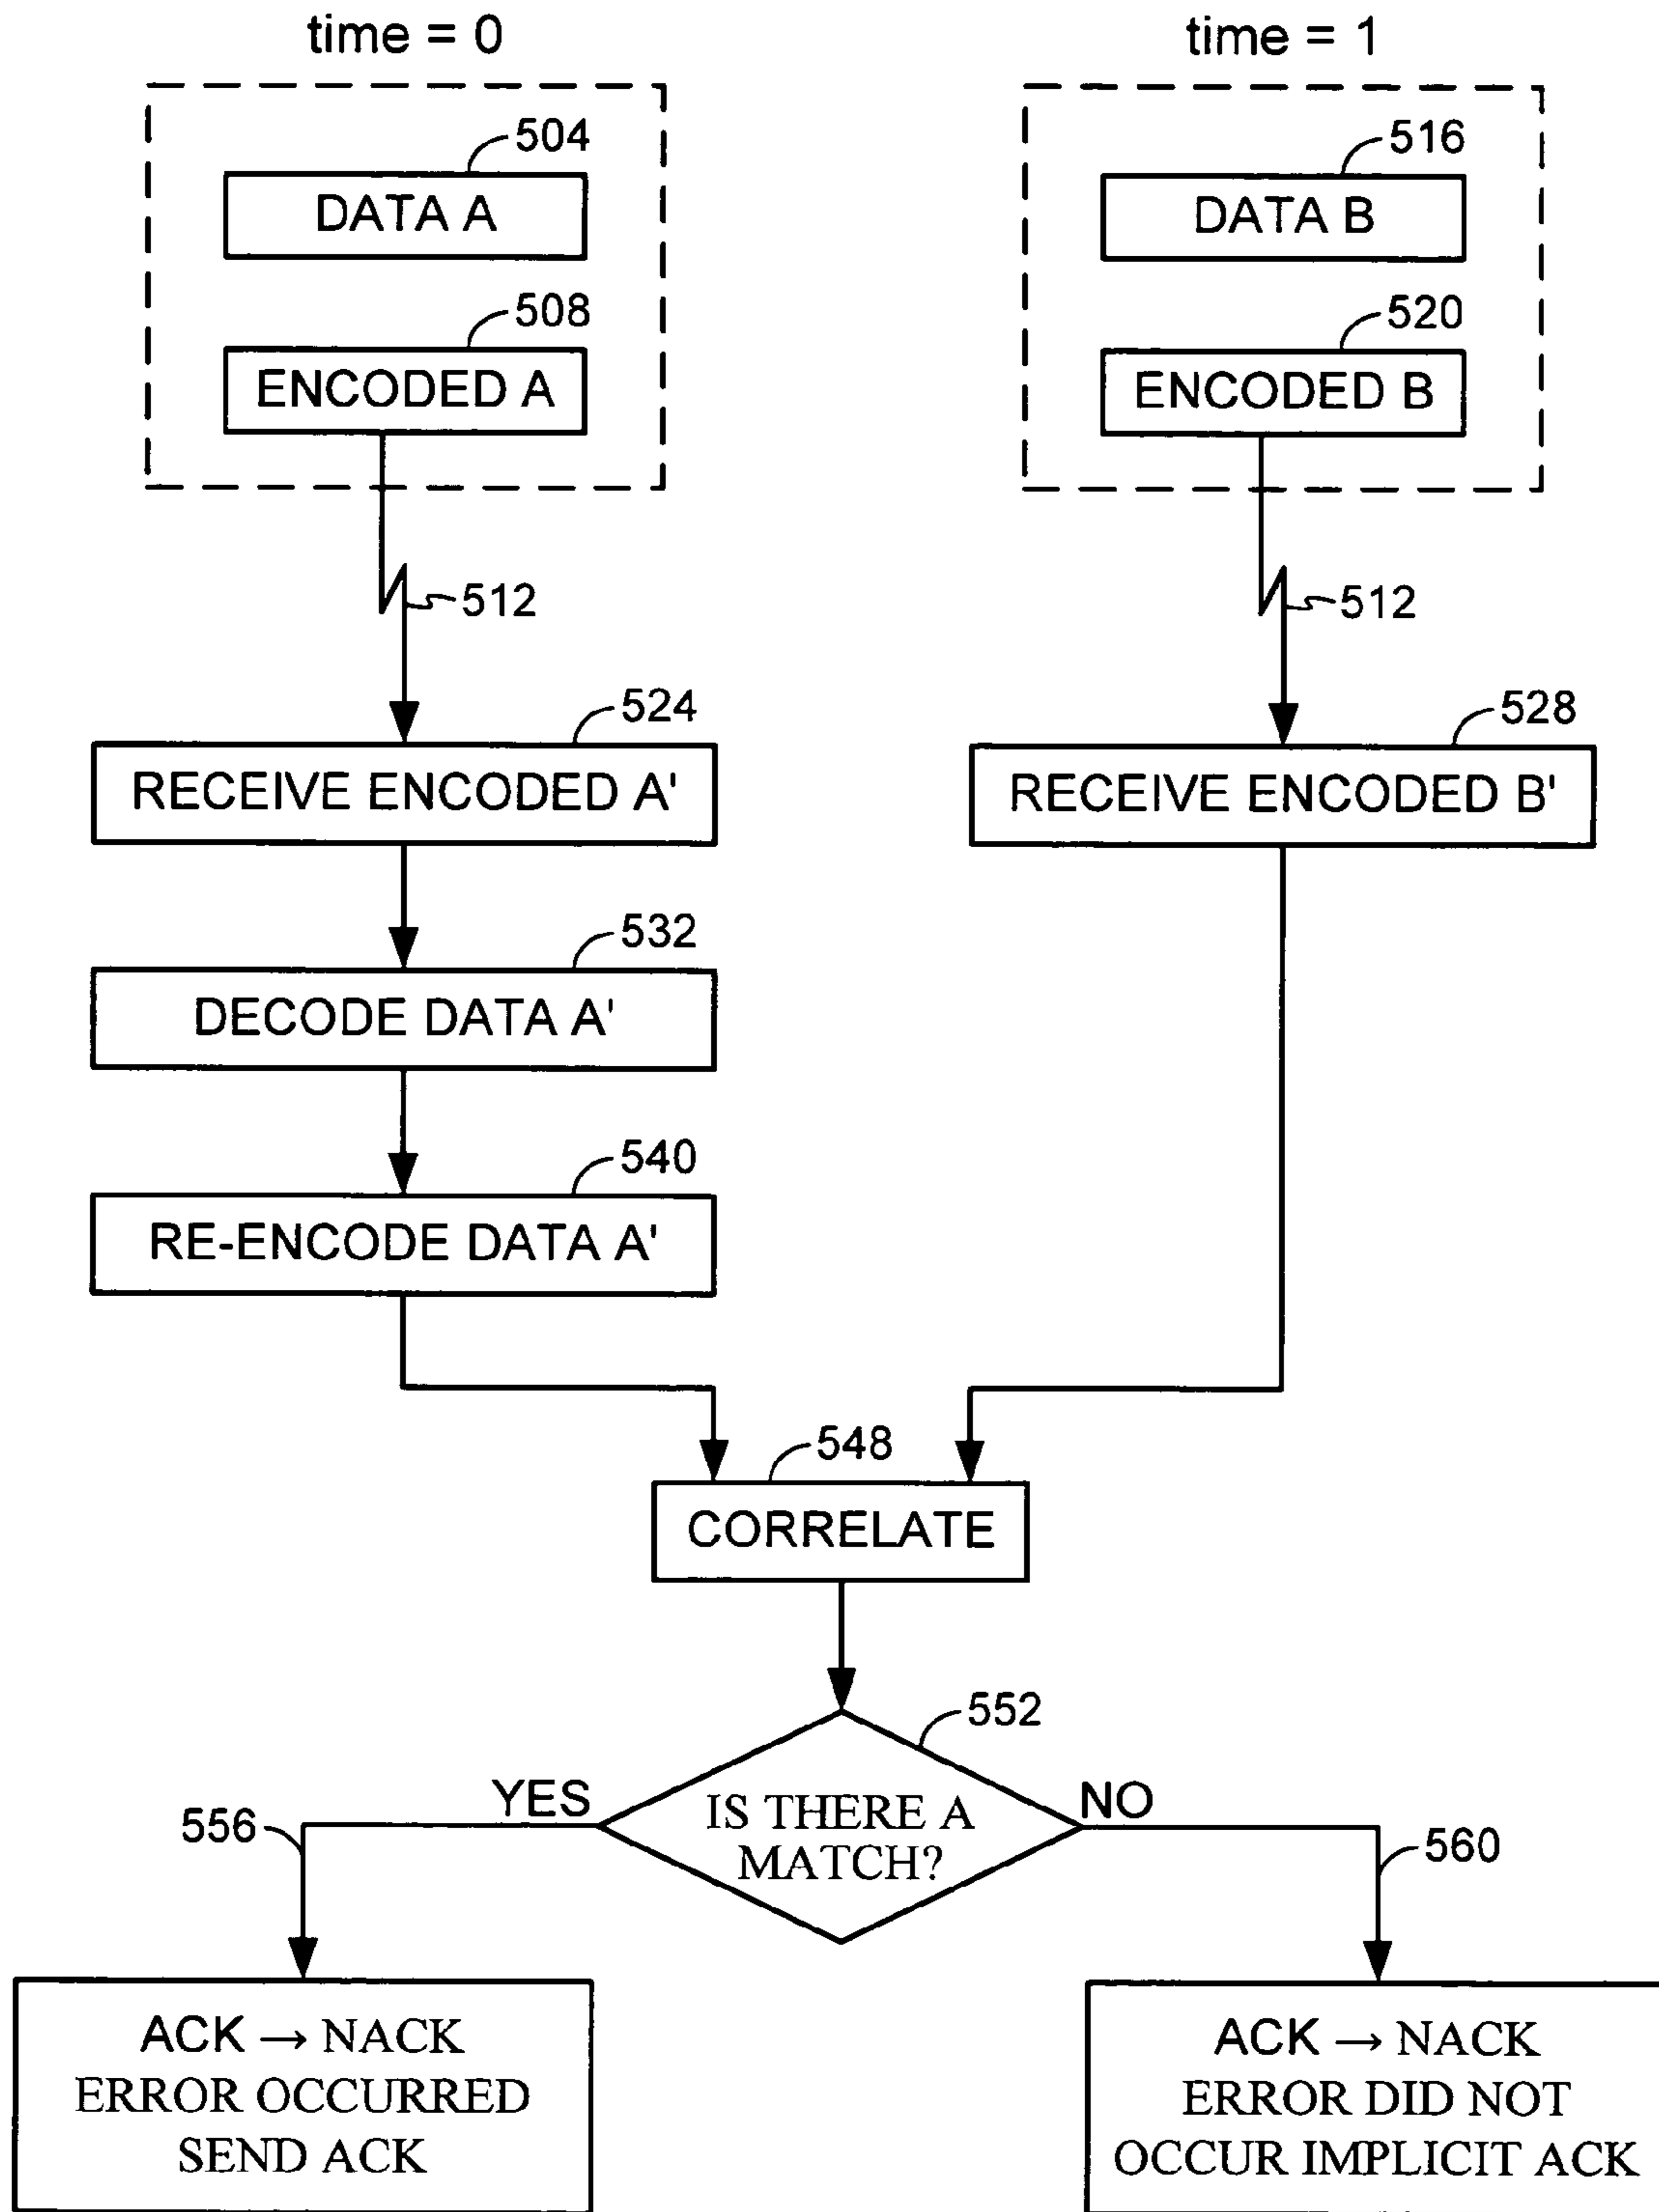 time = 0
time = 1
504
DATA A
516
DATA B
508
ENCODED A
520
ENCODED B
512
512
524
RECEIVE ENCODED A'
528
RECEIVE ENCODED B'
532
DECODE DATA A'
540
RE-ENCODE DATA A'
548
CORRELATE
552
YES
IS THERE A
MATCH?
NO
556
560
ACK → NACK
ERROR OCCURRED
SEND ACK
ACK → NACK
ERROR DID NOT
OCCUR IMPLICIT ACK